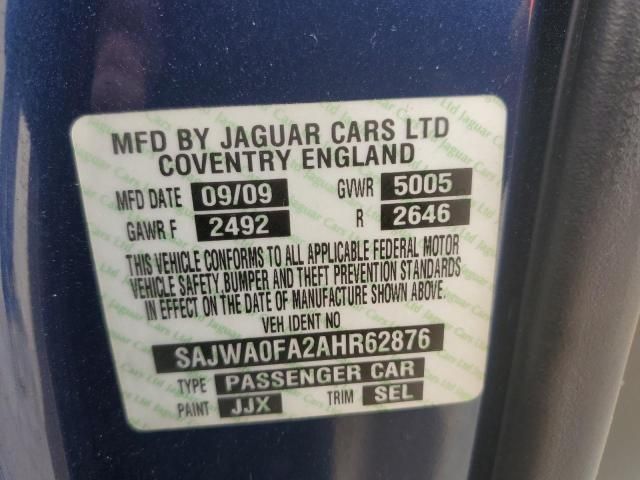 MFD BY JAGUAR CARS LTD
COVENTRY ENGLAND
MFD DATE 09/09 GVWR 5005
GAWR F 2492 R 2646
THIS VEHICLE CONFORMS TO ALL APPLICABLE FEDERAL MOTOR
VEHICLE SAFETY, BUMPER AND THEFT PREVENTION STANDARDS
IN EFFECT ON THE DATE OF MANUFACTURE SHOWN ABOVE.
VEH IDENT NO
SAJWA0FA2AHR62876
TYPE PASSENGER CAR
PAINT JJX TRIM SEL